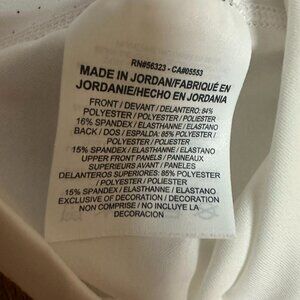 RN#56323 - CA#05553
MADE IN JORDAN/FABRIQUÉ EN
JORDANIE/HECHO EN JORDANIA
FRONT / DEVANT / DELANTERO: 84%
POLYESTER / POLYESTER / POLIESTER
16% SPANDEX / ELASTHANNE / ELASTANO
BACK / DOS / ESPALDA: 85% POLYESTER
/ POLYESTER / POLIESTER
15% SPANDEX / ELASTHANNE / ELASTANO
UPPER FRONT PANELS / PANNEAUX
SUPERIEURS AVANT / PANELES
DELANTEROS SUPERIORES: 85% POLYESTER
/ POLYESTER / POLIESTER
15% SPANDEX / ELASTHANNE / ELASTANO
EXCLUSIVE OF DECORATION / DECORATION
NON COMPRISE / NO INCLUYE LA
DECORACION